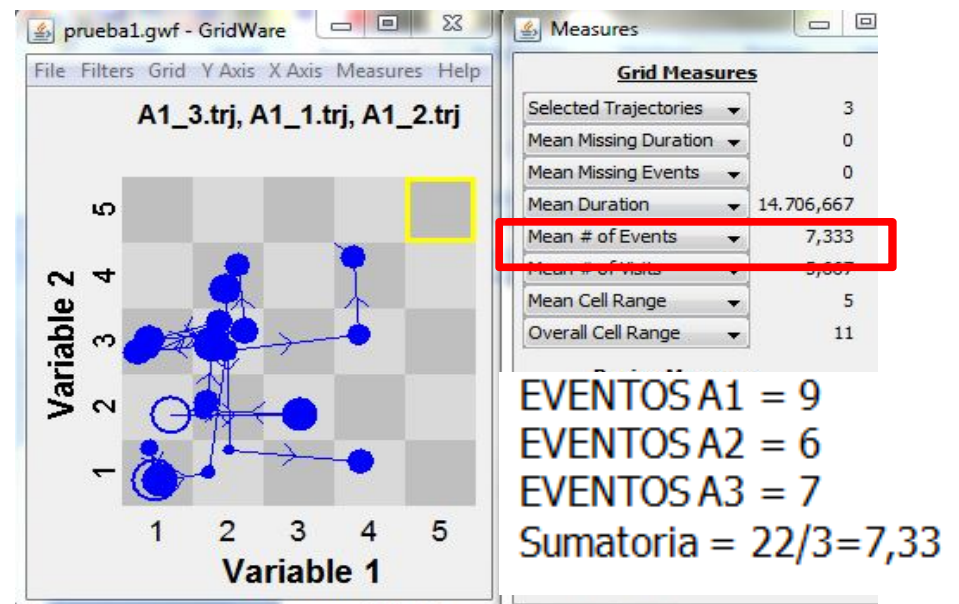 prueba1.gwf - GridWare
File Filters Grid Y Axis X Axis Measures Help
A1_3.trj, A1_1.trj, A1_2.trj
Variable 2
5
4
3
2
1
1 2 3 4 5
Variable 1
Measures
Grid Measures
Selected Trajectories 3
Mean Missing Duration 0
Mean Missing Events 0
Mean Duration 14.706,667
Mean # of Events 7,333
Mean # of Visits
Mean Cell Range 5
Overall Cell Range 11
EVENTOS A1 = 9
EVENTOS A2 = 6
EVENTOS A3 = 7
Sumatoria = 22/3=7,33